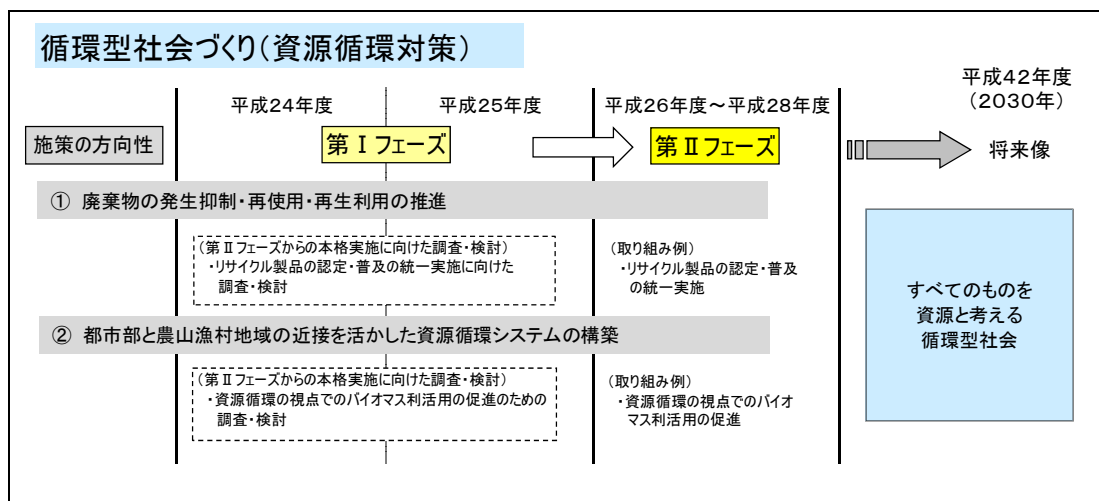 循環型社会づくり(資源循環対策)
平成42年度
(2030年)
平成24年度
平成25年度
平成26年度～平成28年度
施策の方向性
第Ⅰフェーズ
第Ⅱフェーズ
将来像
① 廃棄物の発生抑制・再使用・再生利用の推進
(第Ⅱフェーズからの本格実施に向けた調査・検討)
・リサイクル製品の認定・普及の統一実施に向けた
調査・検討
(取り組み例)
・リサイクル製品の認定・普及
の統一実施
すべてのものを
資源と考える
循環型社会
② 都市部と農山漁村地域の近接を活かした資源循環システムの構築
(第Ⅱフェーズからの本格実施に向けた調査・検討)
・資源循環の視点でのバイオマス利活用の促進のための
調査・検討
(取り組み例)
・資源循環の視点でのバイオ
マス利活用の促進